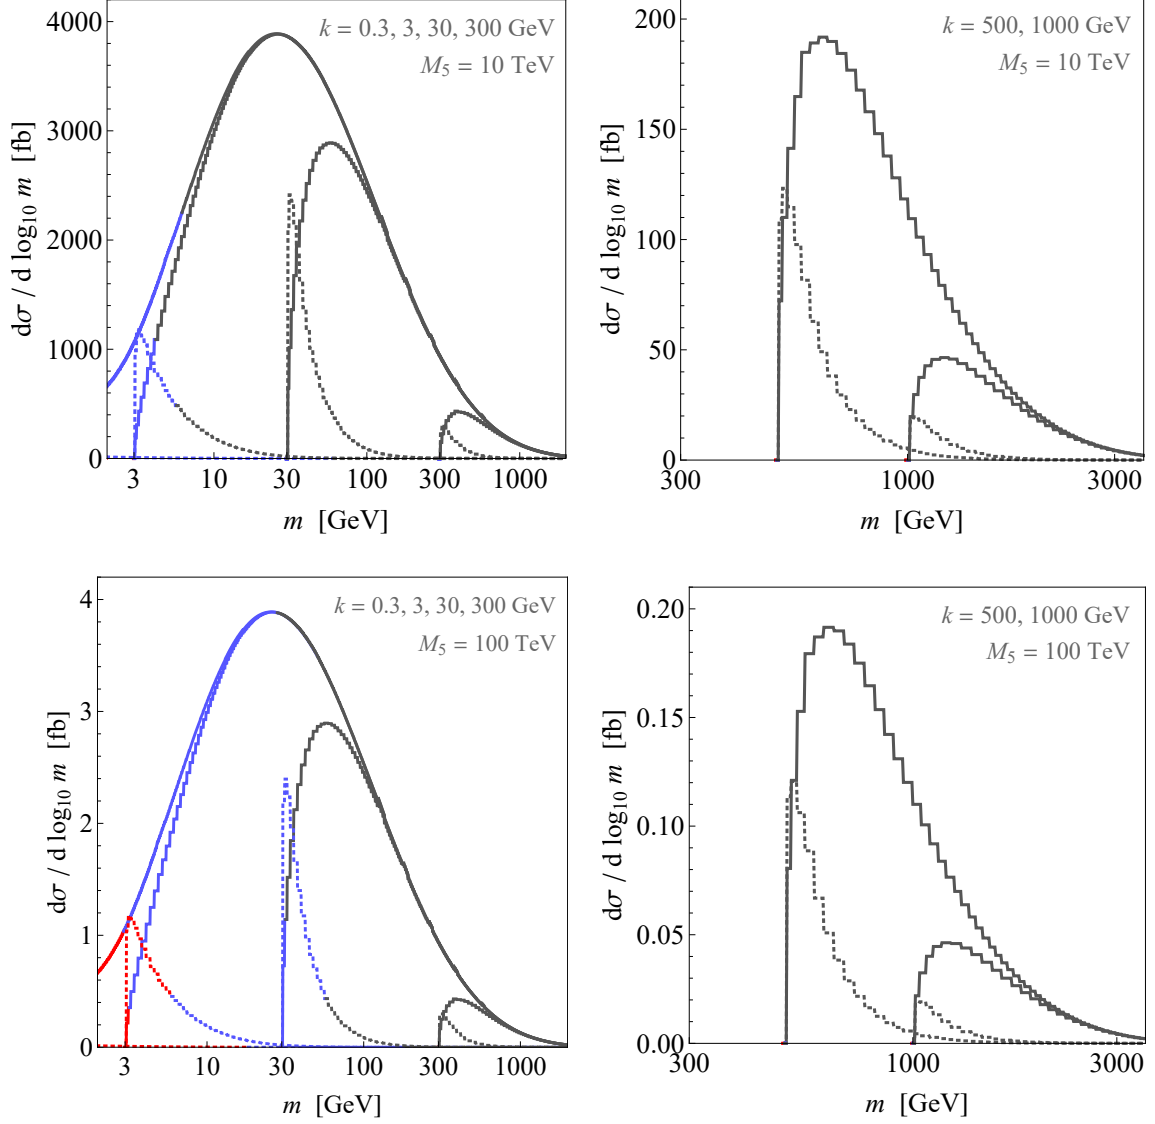 k = 0.3, 3, 30, 300 GeV
M₅ = 10 TeV
dσ / d log₁₀ m [fb]
4000
3000
2000
1000
0
3 10 30 100 300 1000
m [GeV]
k = 500, 1000 GeV
M₅ = 10 TeV
dσ / d log₁₀ m [fb]
200
150
100
50
0
300 1000 3000
m [GeV]
k = 0.3, 3, 30, 300 GeV
M₅ = 100 TeV
dσ / d log₁₀ m [fb]
4
3
2
1
0
3 10 30 100 300 1000
m [GeV]
k = 500, 1000 GeV
M₅ = 100 TeV
dσ / d log₁₀ m [fb]
0.20
0.15
0.10
0.05
0.00
300 1000 3000
m [GeV]